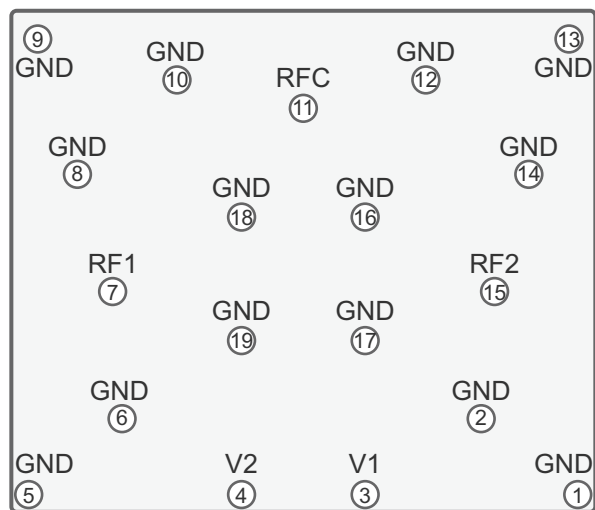 9 13
GND GND GND GND
10 RFC 12
11
GND GND
8 14
GND GND
18 16
RF1 RF2
7 15
GND GND
19 17
GND GND
6 2
GND V2 V1 GND
5 4 3 1